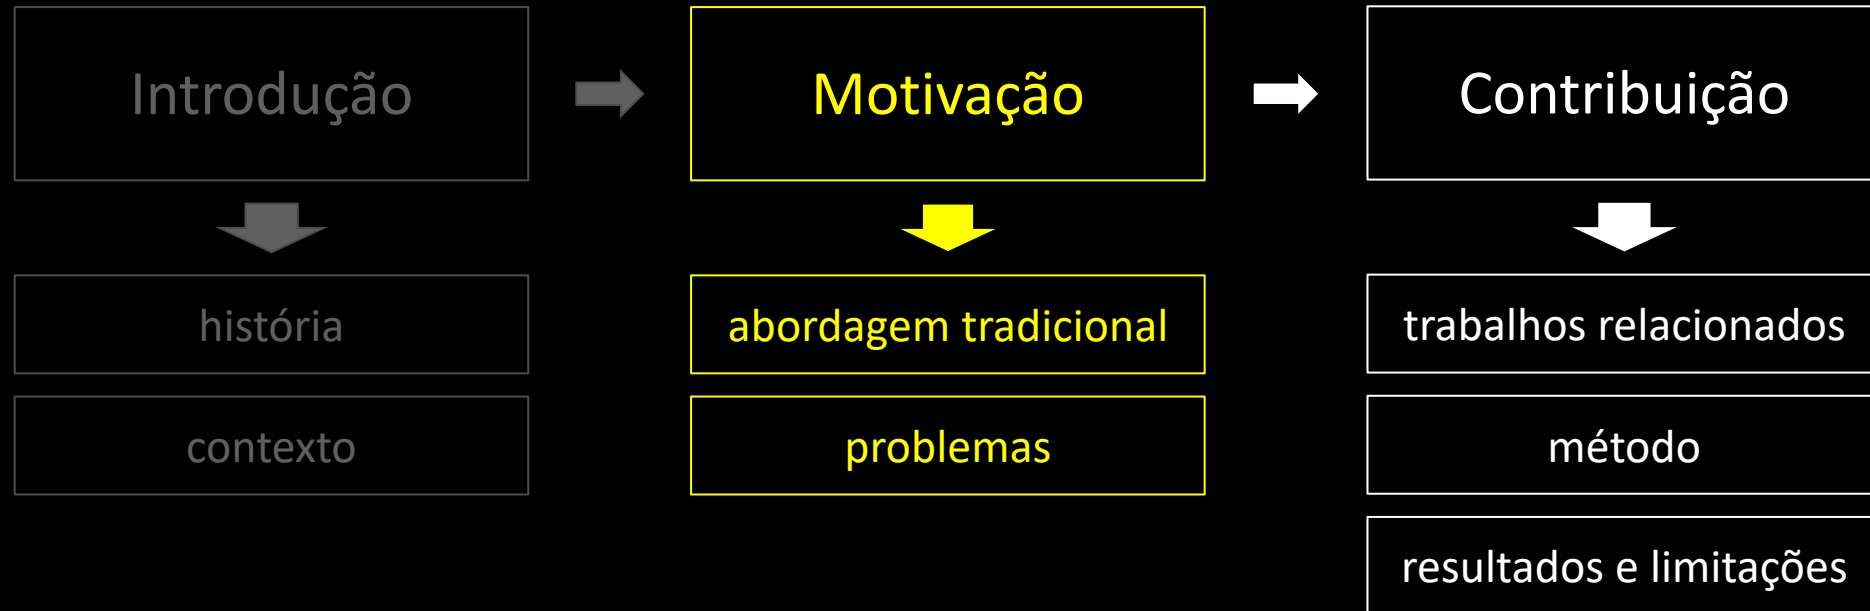 Introdução
Motivação
Contribuição
história
abordagem tradicional
trabalhos relacionados
contexto
problemas
método
resultados e limitações